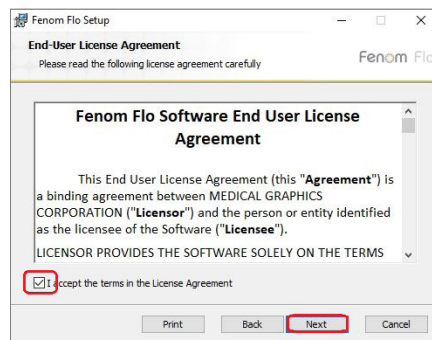 Fenom Flo Setup
End-User License Agreement
Please read the following license agreement carefully
Fenom Flo
Fenom Flo Software End User License
Agreement
This End User License Agreement (this "Agreement") is
a binding agreement between MEDICAL GRAPHICS
CORPORATION ("Licensor") and the person or entity identified
as the licensee of the Software ("Licensee").
LICENSOR PROVIDES THE SOFTWARE SOLELY ON THE TERMS
I accept the terms in the License Agreement
Print Back Next Cancel